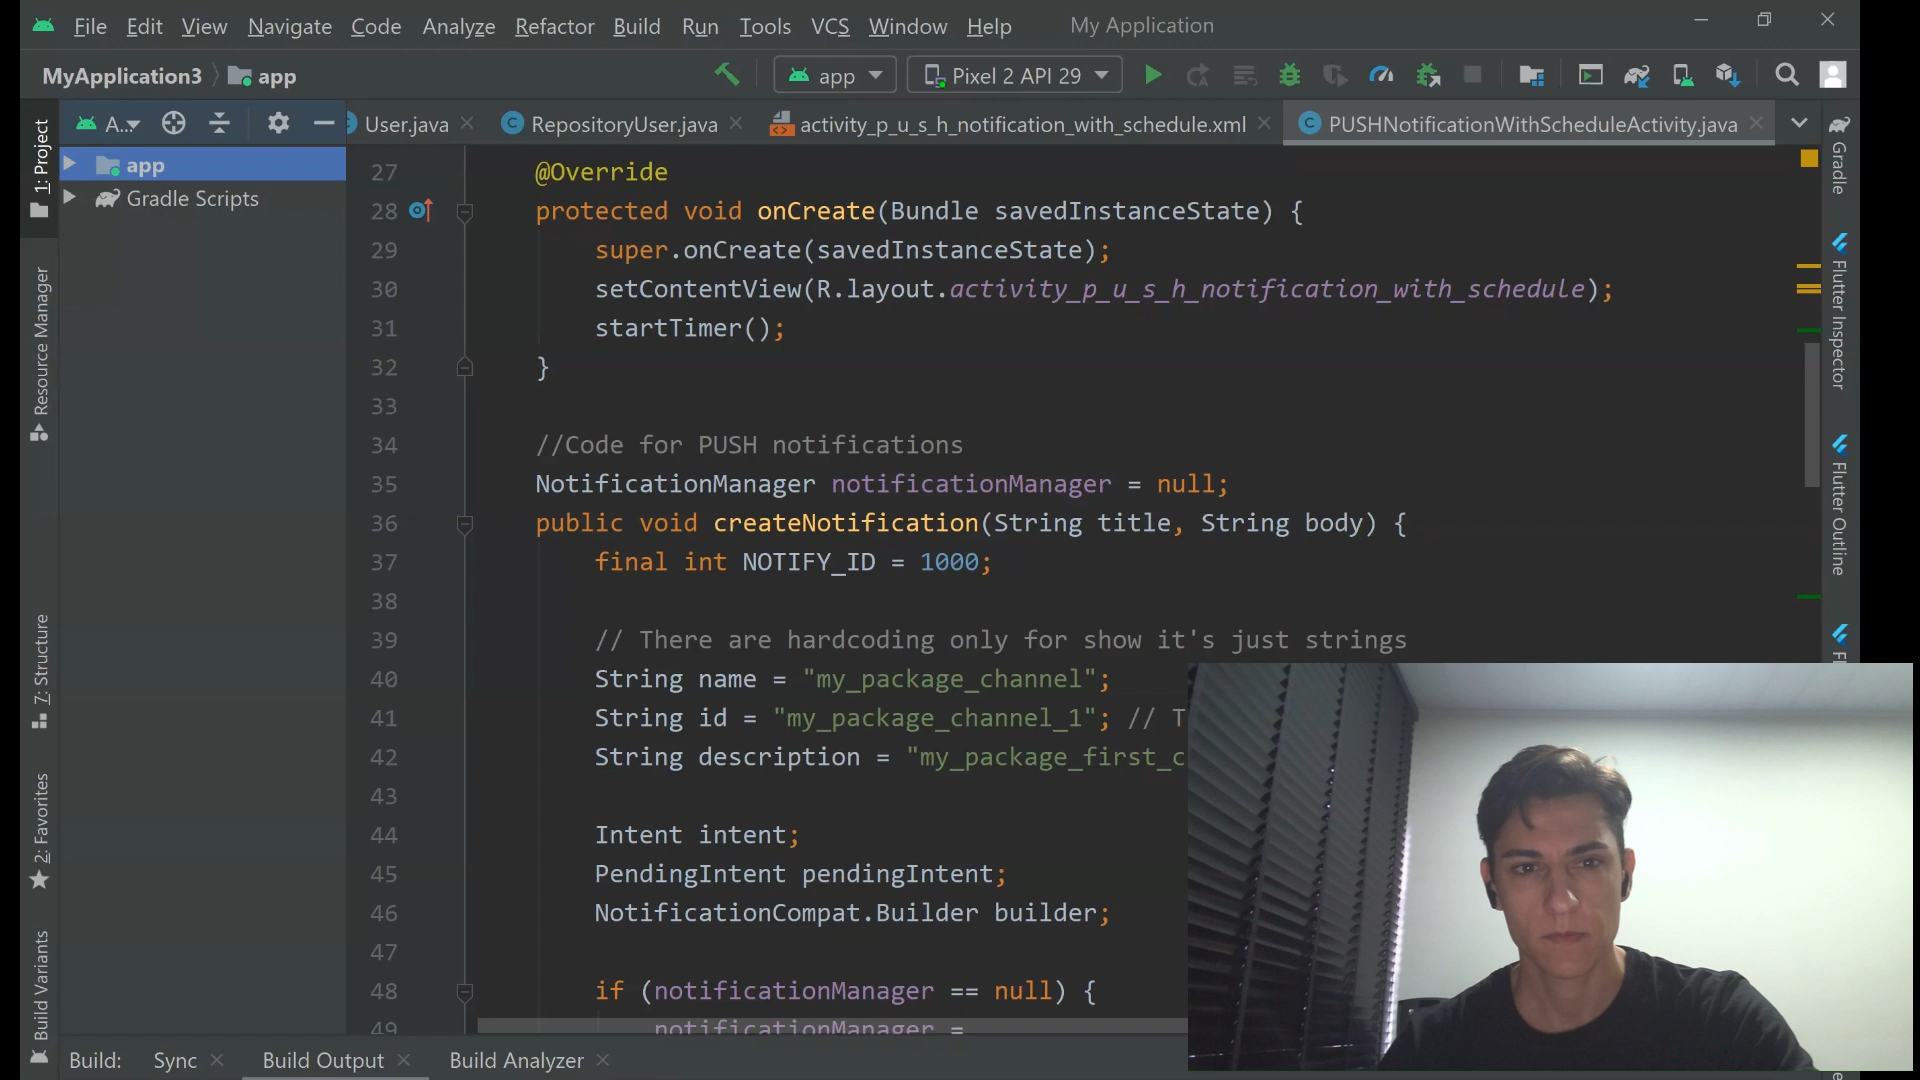 File Edit View Navigate Code Analyze Refactor Build Run Tools VCS Window Help My Application
MyApplication3 app app Pixel 2 API 29
A... User.java RepositoryUser.java activity_p_u_s_h_notification_with_schedule.xml PUSHNotificationWithScheduleActivity.java
1: Project
Resource Manager
7: Structure
2: Favorites
Build Variants
app
Gradle Scripts
27 @Override
28 protected void onCreate(Bundle savedInstanceState) {
29 super.onCreate(savedInstanceState);
30 setContentView(R.layout.activity_p_u_s_h_notification_with_schedule);
31 startTimer();
32 }
33
34 //Code for PUSH notifications
35 NotificationManager notificationManager = null;
36 public void createNotification(String title, String body) {
37 final int NOTIFY_ID = 1000;
38
39 // There are hardcoding only for show it's just strings
40 String name = "my_package_channel";
41 String id = "my_package_channel_1"; // T
42 String description = "my_package_first_c
43
44 Intent intent;
45 PendingIntent pendingIntent;
46 NotificationCompat.Builder builder;
47
48 if (notificationManager == null) {
49 notificationManager =
Gradle
Flutter Inspector
Flutter Outline
Build: Sync Build Output Build Analyzer